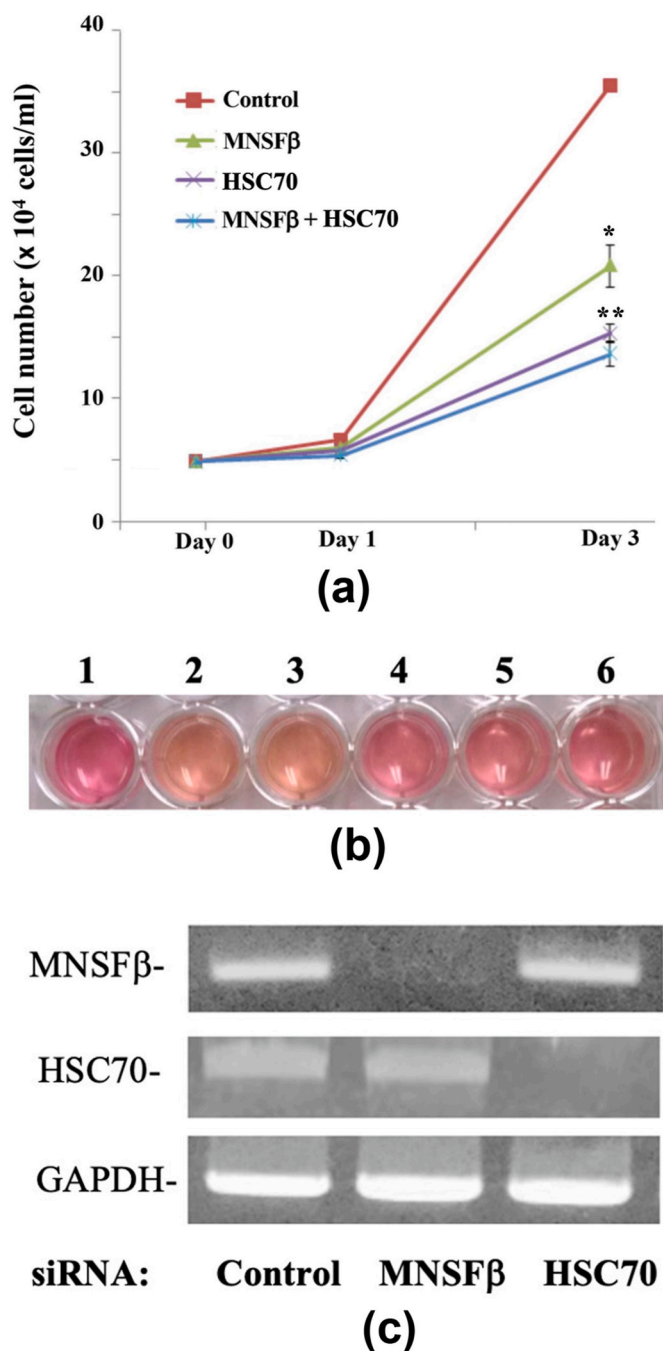 40
30
20
10
0
Cell number (x 10⁴ cells/ml)
Control
MNSFβ
HSC70
MNSFβ + HSC70
*
**
Day 0 Day 1 Day 3
(a)
1 2 3 4 5 6
(b)
MNSFβ-
HSC70-
GAPDH-
siRNA: Control MNSFβ HSC70
(c)